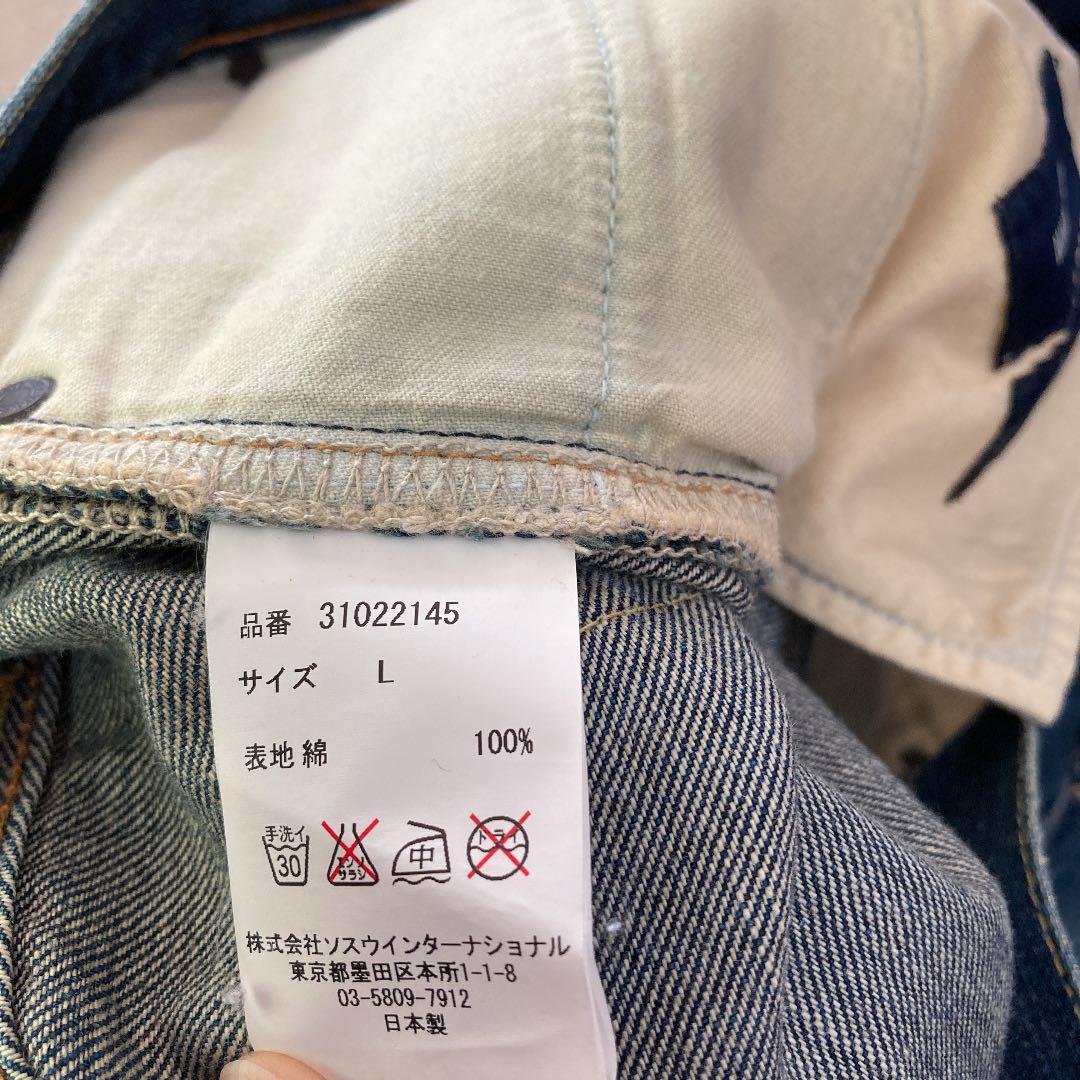 品番 31022145
サイズ L
表地 綿 100%
手洗イ 30 エンソ サラシ 中 ドライ
株式会社ソスウインターナショナル
東京都墨田区本所1-1-8
03-5809-7912
日本製